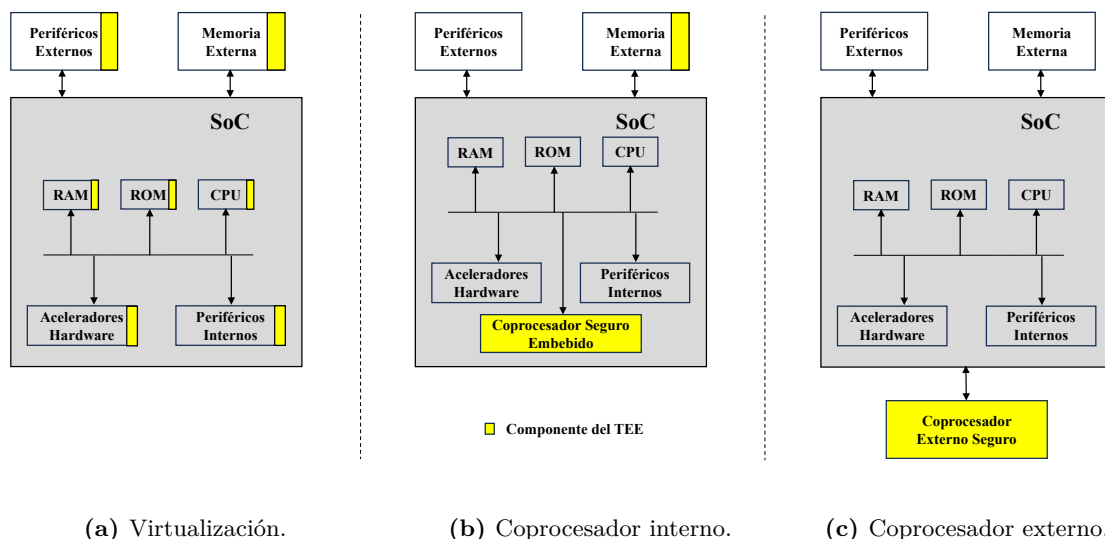 Periféricos
Externos
Memoria
Externa
SoC
RAM
ROM
CPU
Aceleradores
Hardware
Periféricos
Internos
(a) Virtualización.
Periféricos
Externos
Memoria
Externa
SoC
RAM
ROM
CPU
Aceleradores
Hardware
Periféricos
Internos
Coprocesador Seguro
Embebido
Componente del TEE
(b) Coprocesador interno.
Periféricos
Externos
Memoria
Externa
SoC
RAM
ROM
CPU
Aceleradores
Hardware
Periféricos
Internos
Coprocesador
Externo Seguro
(c) Coprocesador externo.